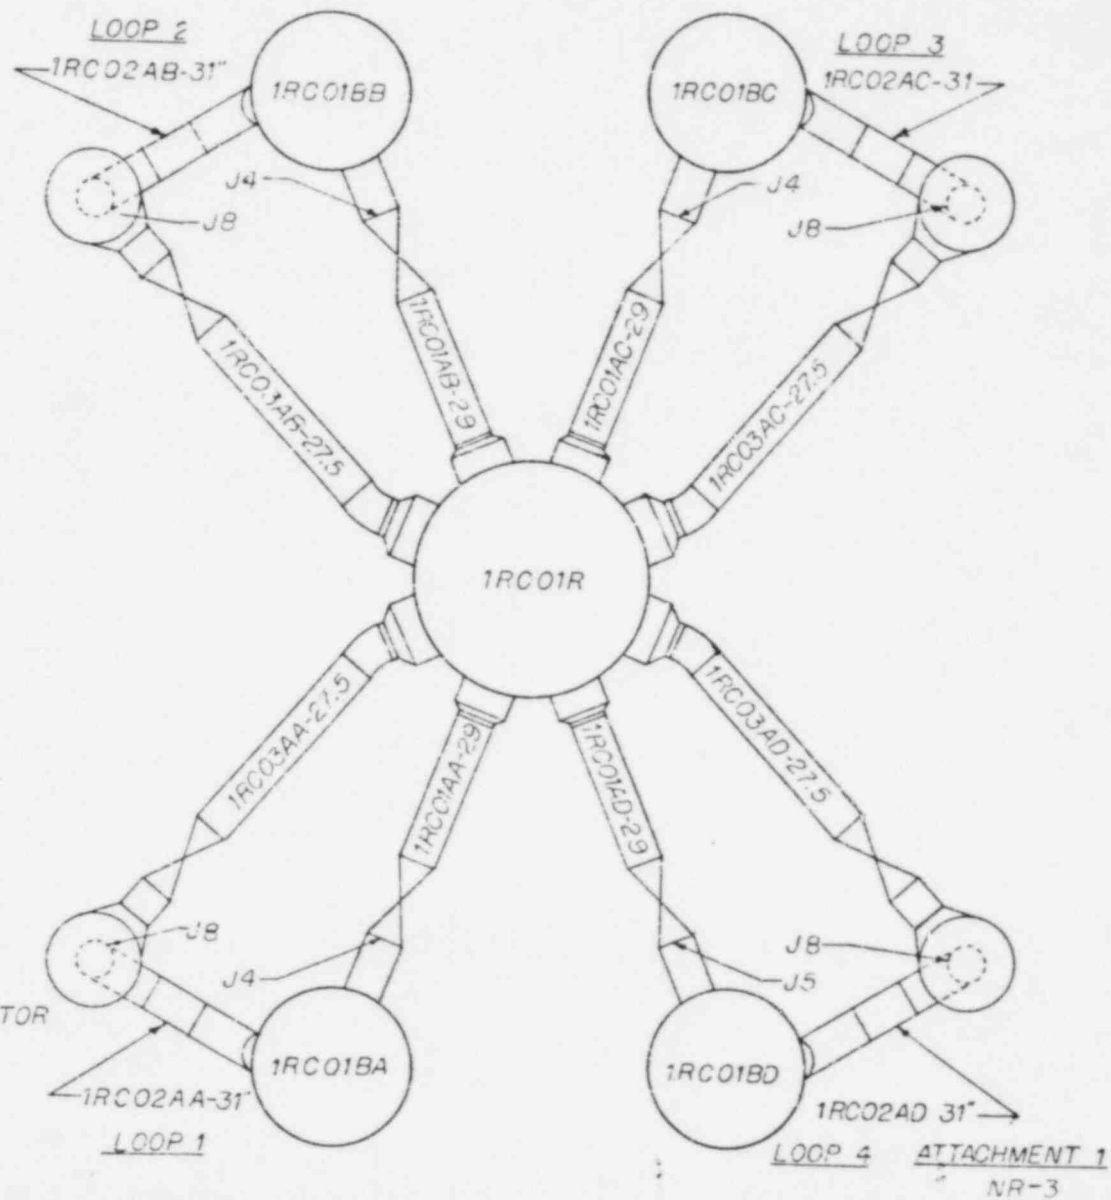 LOOP 2
1RC02AB-31"
1RC01BB
J4
J8
1RC03AB-27.5
1RC01AB-29
LOOP 3
1RC02AC-31
1RC01BC
J4
J8
1RC01AC-29
1RC03AC-27.5
1RC01R
1RC03AA-27.5
1RC01AA-29
J8
J4
TOR
1RC01BA
1RC02AA-31"
LOOP 1
1RC01AD-29
1RC03AD-27.5
J8
J5
1RC01BD
1RC02AD 31"
LOOP 4
ATTACHMENT 1
NR-3